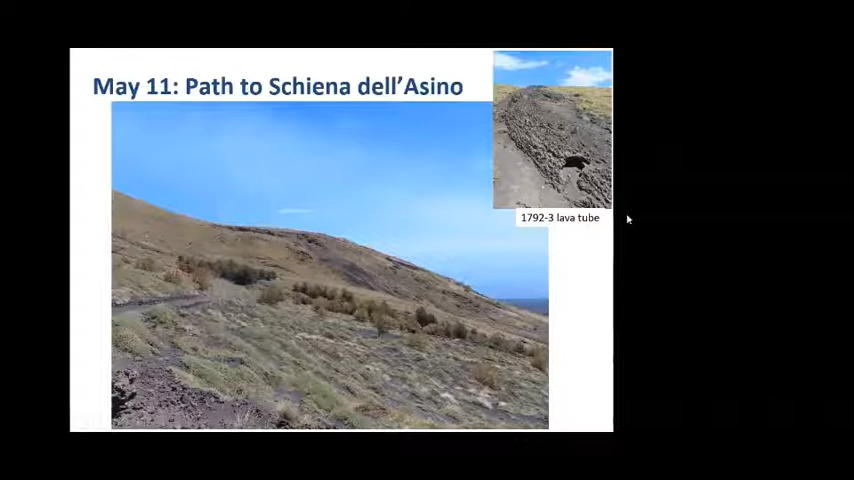 May 11: Path to Schiena dell’Asino
1792-3 lava tube